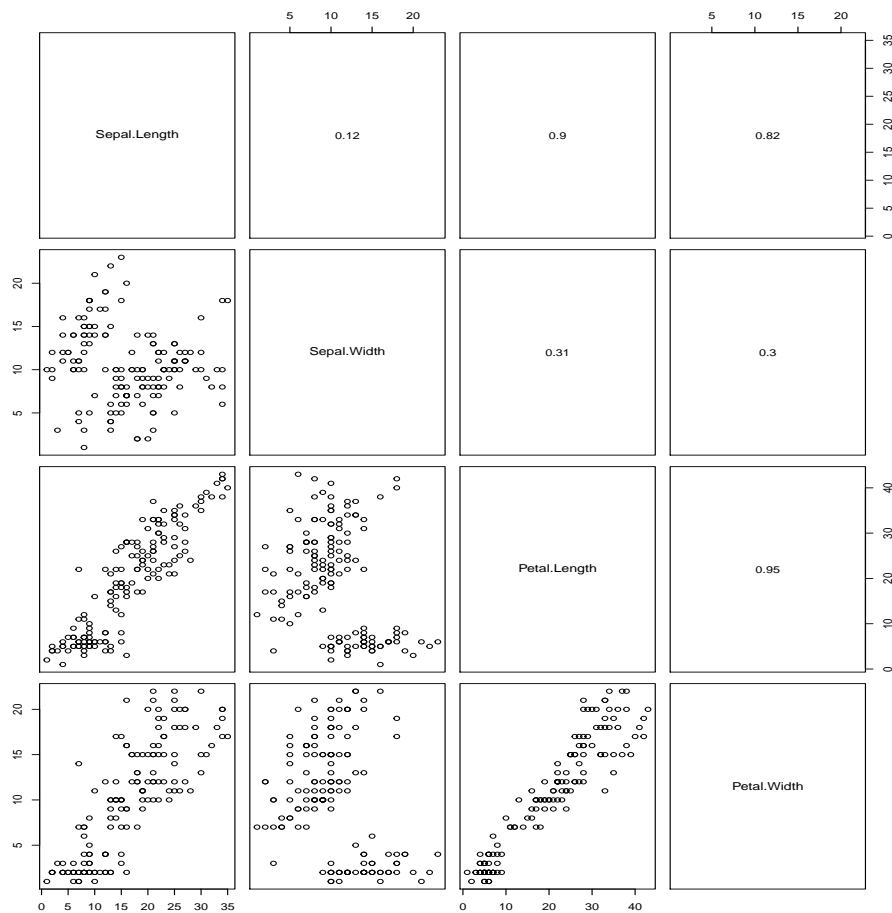 5 10 15 20 5 10 15 20
Sepal.Length 0.12 0.9 0.82
0 5 10 15 20 25 30 35
5 10 15 20
Sepal.Width 0.31 0.3
Petal.Length 0.95
0 10 20 30 40
5 10 15 20
Petal.Width
0 5 10 15 20 25 30 35 0 10 20 30 40